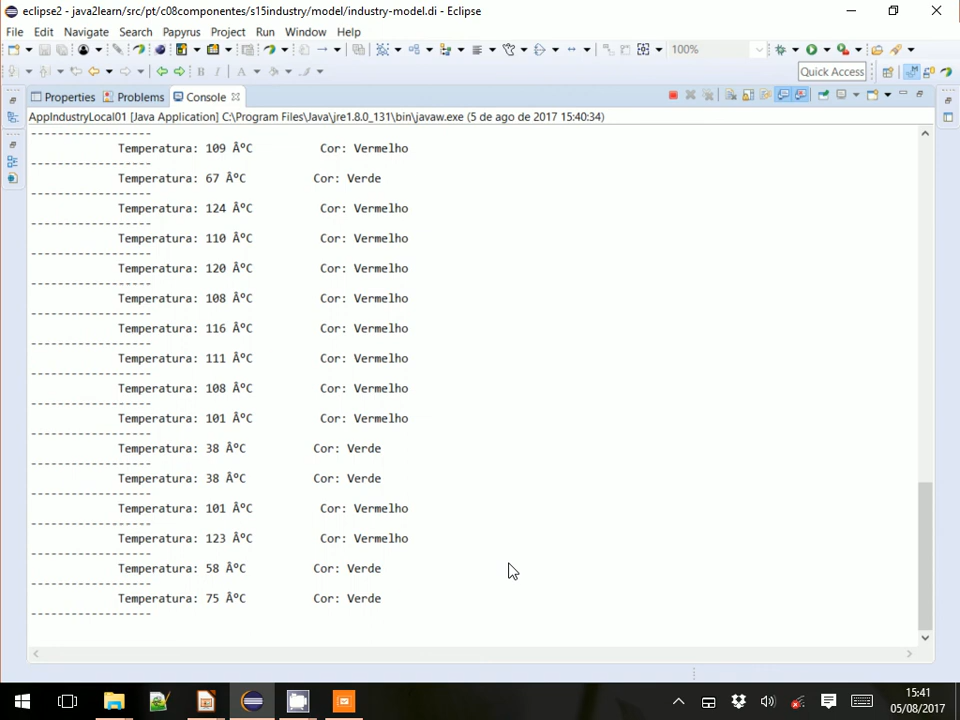 eclipse2 - java2learn/src/pt/c08componentes/s15industry/model/industry-model.di - Eclipse
File Edit Navigate Search Papyrus Project Run Window Help
100%
B I A
Quick Access
Properties Problems Console
AppIndustryLocal01 [Java Application] C:\Program Files\Java\jre1.8.0_131\bin\javaw.exe (5 de ago de 2017 15:40:34)
------------------
Temperatura: 109 Â°C Cor: Vermelho
------------------
Temperatura: 67 Â°C Cor: Verde
------------------
Temperatura: 124 Â°C Cor: Vermelho
------------------
Temperatura: 110 Â°C Cor: Vermelho
------------------
Temperatura: 120 Â°C Cor: Vermelho
------------------
Temperatura: 108 Â°C Cor: Vermelho
------------------
Temperatura: 116 Â°C Cor: Vermelho
------------------
Temperatura: 111 Â°C Cor: Vermelho
------------------
Temperatura: 108 Â°C Cor: Vermelho
------------------
Temperatura: 101 Â°C Cor: Vermelho
------------------
Temperatura: 38 Â°C Cor: Verde
------------------
Temperatura: 38 Â°C Cor: Verde
------------------
Temperatura: 101 Â°C Cor: Vermelho
------------------
Temperatura: 123 Â°C Cor: Vermelho
------------------
Temperatura: 58 Â°C Cor: Verde
------------------
Temperatura: 75 Â°C Cor: Verde
------------------
15:41
05/08/2017